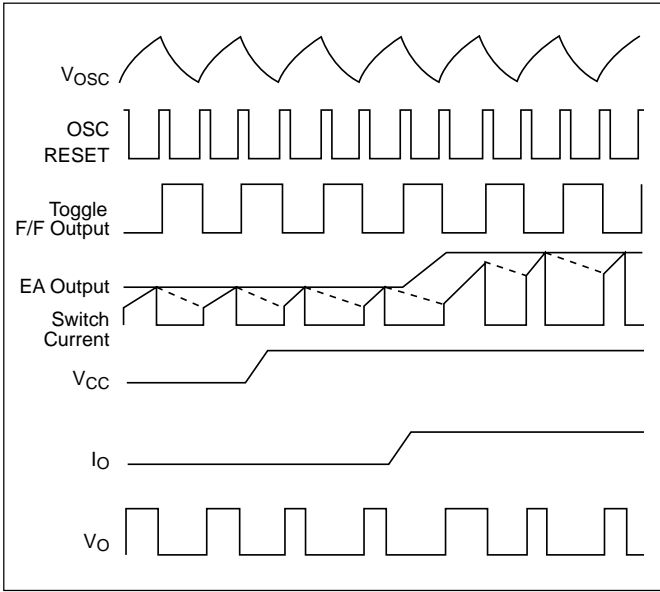 VOSC
OSC
RESET
Toggle
F/F Output
EA Output
Switch
Current
VCC
IO
VO